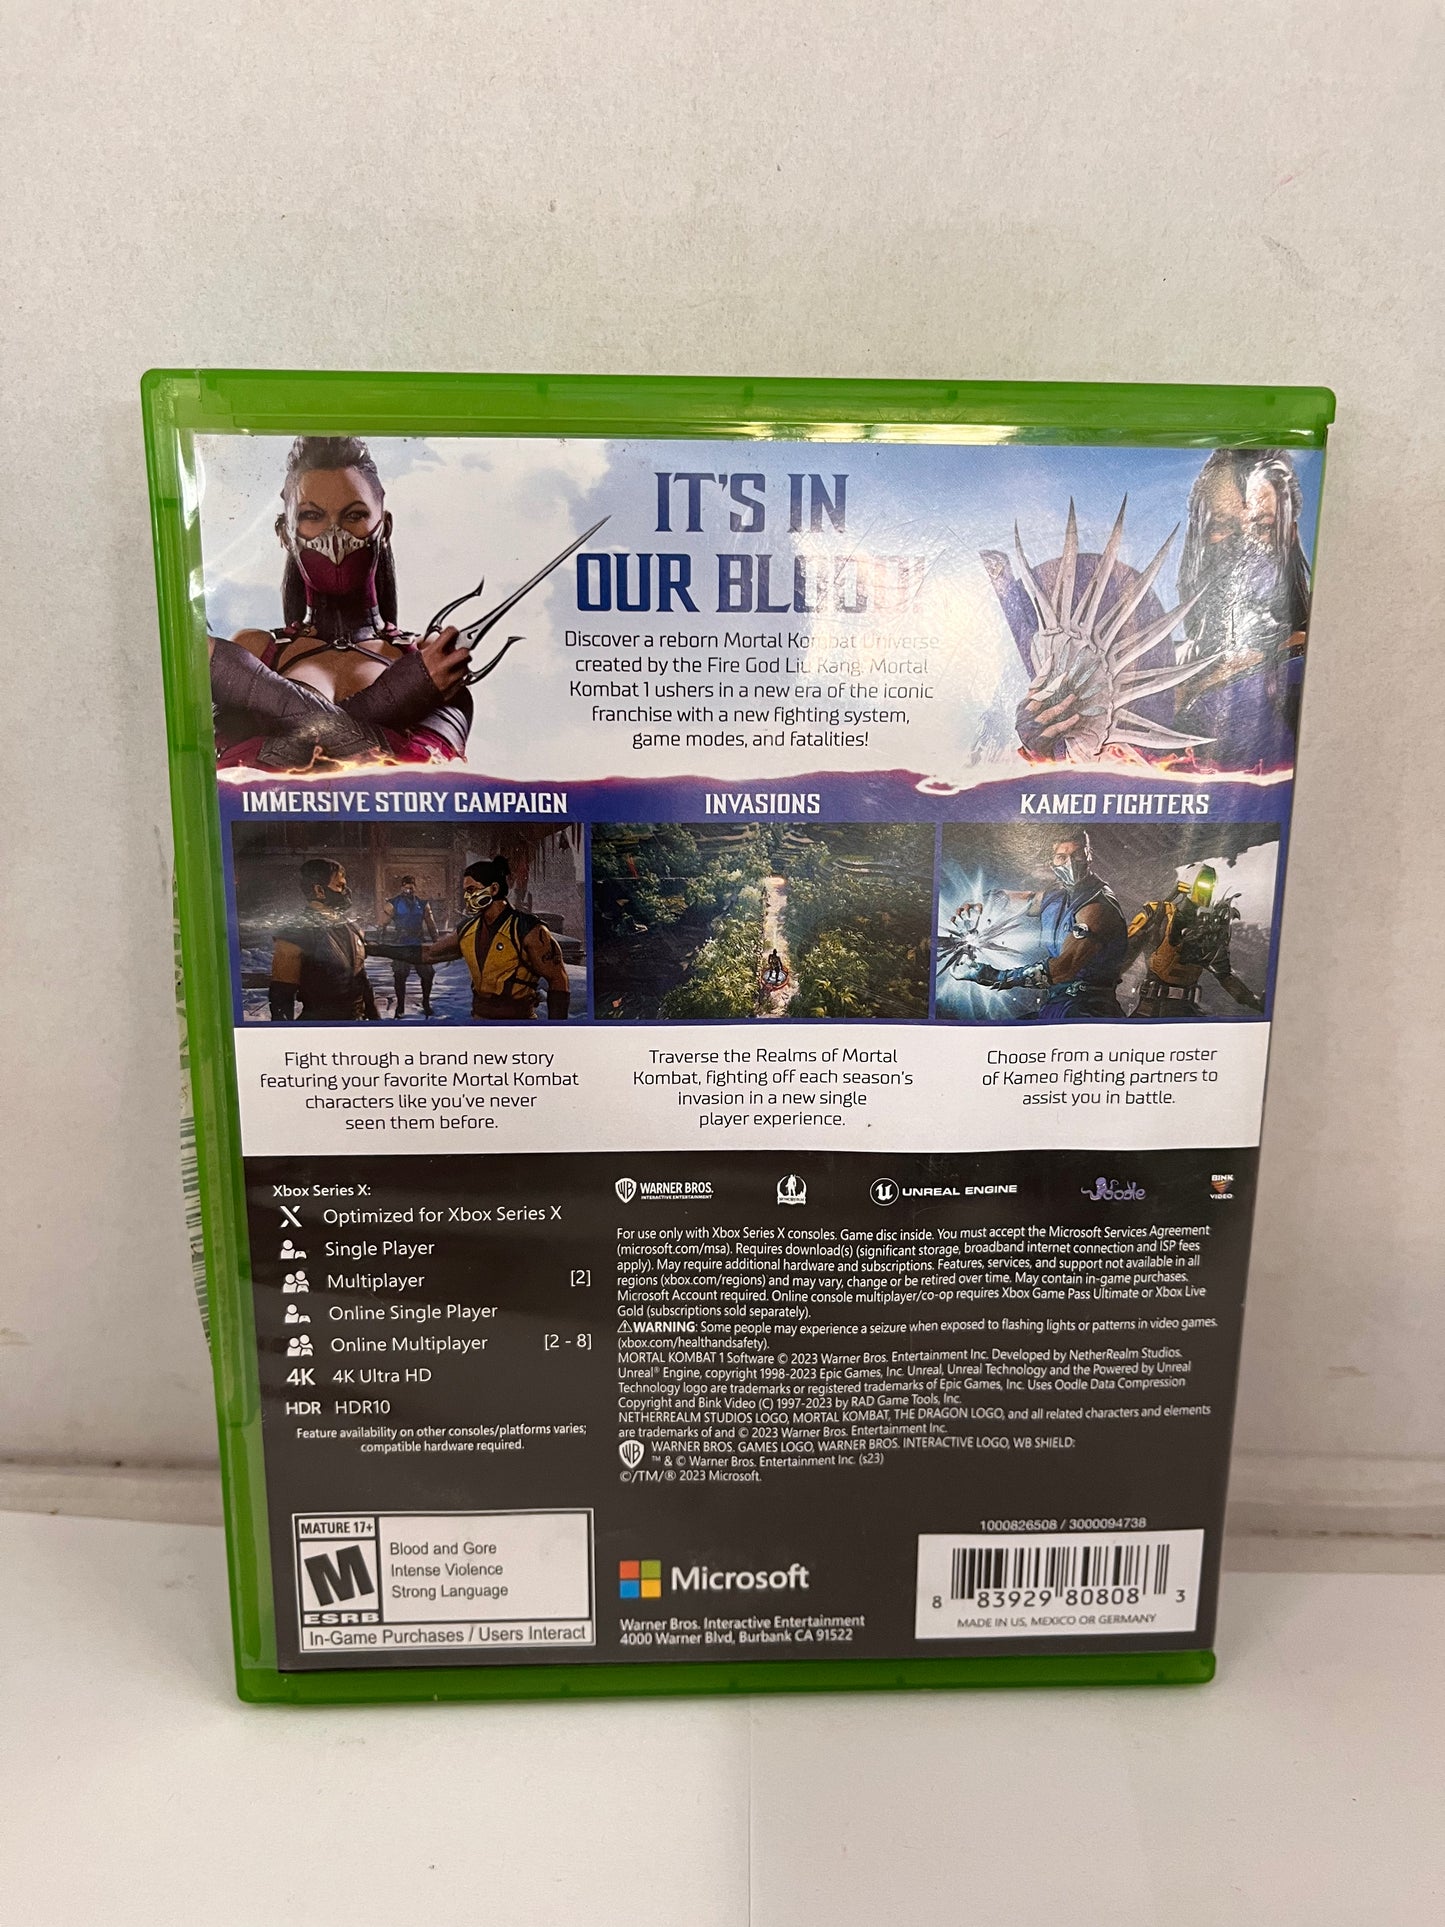 IT'S IN
OUR BLOOD!
Discover a reborn Mortal Kombat Universe
created by the Fire God Liu Kang. Mortal
Kombat 1 ushers in a new era of the iconic
franchise with a new fighting system,
game modes, and fatalities!
IMMERSIVE STORY CAMPAIGN
INVASIONS
KAMEO FIGHTERS
Fight through a brand new story
featuring your favorite Mortal Kombat
characters like you've never
seen them before.
Traverse the Realms of Mortal
Kombat, fighting off each season's
invasion in a new single
player experience.
Choose from a unique roster
of Kameo fighting partners to
assist you in battle.
Xbox Series X:
Optimized for Xbox Series X
Single Player
Multiplayer [2]
Online Single Player
Online Multiplayer [2 - 8]
4K 4K Ultra HD
HDR HDR10
Feature availability on other consoles/platforms varies;
compatible hardware required.
WB WARNER BROS.
INTERACTIVE ENTERTAINMENT
UNREAL ENGINE
Oodle
BINK
VIDEO
For use only with Xbox Series X consoles. Game disc inside. You must accept the Microsoft Services Agreement
(microsoft.com/msa). Requires download(s) (significant storage, broadband internet connection and ISP fees
apply). May require additional hardware and subscriptions. Features, services, and support not available in all
regions (xbox.com/regions) and may vary, change or be retired over time. May contain in-game purchases.
Microsoft Account required. Online console multiplayer/co-op requires Xbox Game Pass Ultimate or Xbox Live
Gold (subscriptions sold separately).
⚠WARNING: Some people may experience a seizure when exposed to flashing lights or patterns in video games.
(xbox.com/healthandsafety).
MORTAL KOMBAT 1 Software © 2023 Warner Bros. Entertainment Inc. Developed by NetherRealm Studios.
Unreal® Engine, copyright 1998-2023 Epic Games, Inc. Unreal, Unreal Technology and the Powered by Unreal
Technology logo are trademarks or registered trademarks of Epic Games, Inc. Uses Oodle Data Compression
Copyright and Bink Video (C) 1997-2023 by RAD Game Tools, Inc.
NETHERREALM STUDIOS LOGO, MORTAL KOMBAT, THE DRAGON LOGO, and all related characters and elements
are trademarks of and © 2023 Warner Bros. Entertainment Inc.
WB WARNER BROS. GAMES LOGO, WARNER BROS. INTERACTIVE LOGO, WB SHIELD:
™ & © Warner Bros. Entertainment Inc. (s23)
©/TM/® 2023 Microsoft.
MATURE 17+
M
ESRB
Blood and Gore
Intense Violence
Strong Language
In-Game Purchases / Users Interact
Microsoft
Warner Bros. Interactive Entertainment
4000 Warner Blvd, Burbank CA 91522
1000826508 / 3000094738
8 83929 80808 3
MADE IN US, MEXICO OR GERMANY